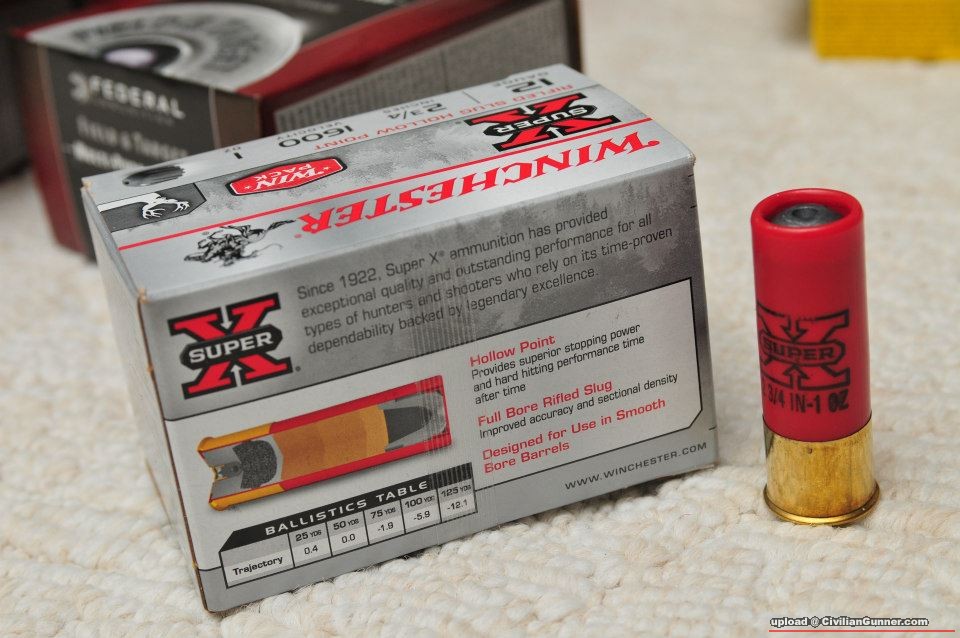 FEDERAL
12
GAUGE
RIFLED SLUG HOLLOW POINT
2 3/4
INCHES
1600
VELOCITY
1
OZ
X
SUPER
WIN
PACK
WINCHESTER
Since 1922, Super X® ammunition has provided
exceptional quality and outstanding performance for all
types of hunters and shooters who rely on its time-proven
dependability backed by legendary excellence.
X
SUPER
Hollow Point
Provides superior stopping power
and hard hitting performance time
after time
Full Bore Rifled Slug
Improved accuracy and sectional density
Designed for Use in Smooth
Bore Barrels
WWW.WINCHESTER.COM
BALLISTICS TABLE
25 YDS 50 YDS 75 YDS 100 YDS 125 YDS
Trajectory 0.4 0.0 -1.9 -5.9 -12.1
X
SUPER
3/4 IN-1 OZ
upload @ CivilianGunner.com